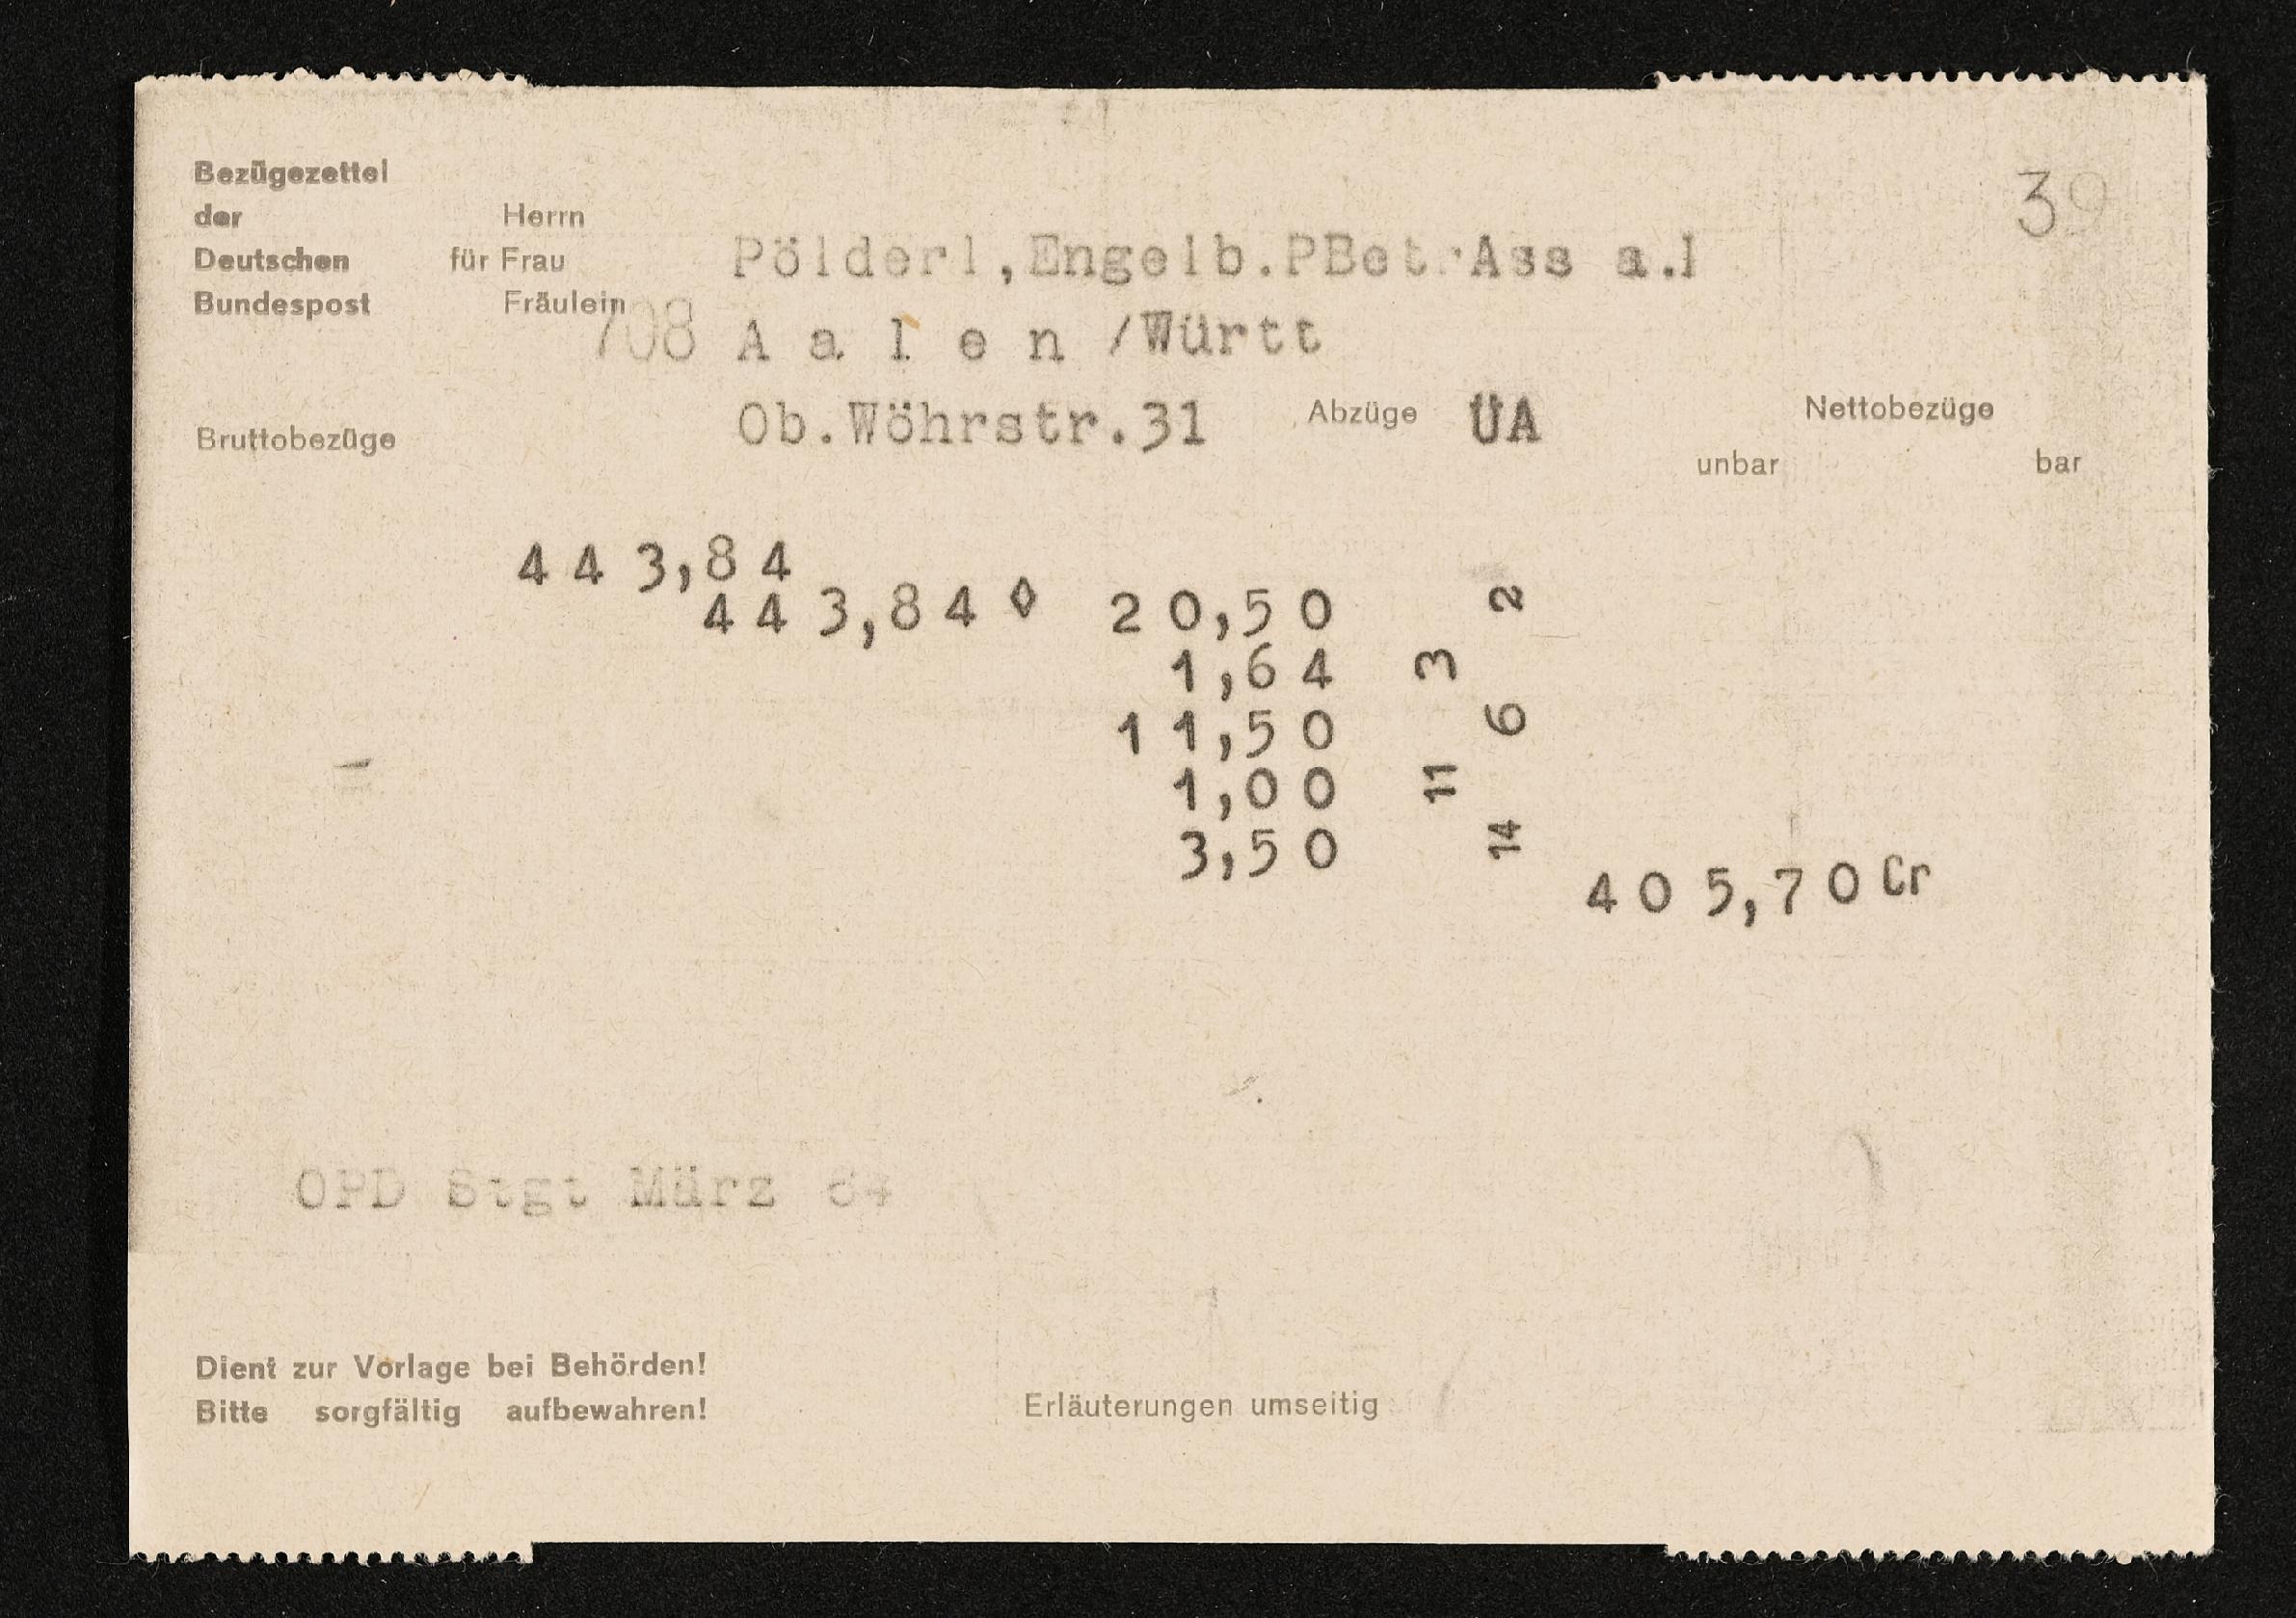 Bezügezettel
der Herrn
Deutschen für Frau Pölderl,Engelb.PBetrAss a.l
Bundespost Fräulein
708 A a l e n /Württ
Ob.Wöhrstr.31
39
Bruttobezüge Abzüge ÜA Nettobezüge
unbar bar
443,84
443,84 ◊ 20,50 2
1,64 3
11,50 6
1,00 11
3,50 14
405,70 Cr
OPD Stgt März 64
Dient zur Vorlage bei Behörden!
Bitte sorgfältig aufbewahren! Erläuterungen umseitig